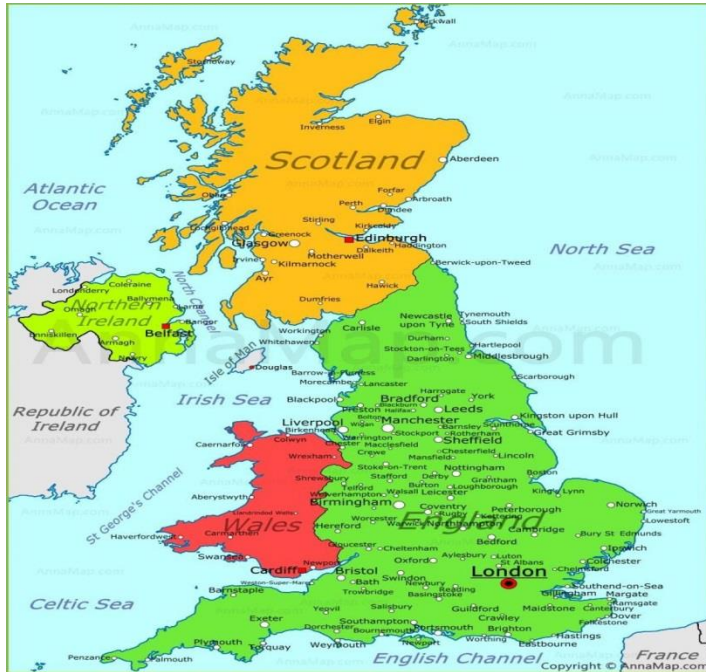 Kirkwall
Stornoway
Elgin
Inverness
Scotland
Aberdeen
Atlantic
Ocean
Forfar
Oban
Perth
Arbroath
Dundee
Stirling
Kirkcaldy
Lochgilphead
Greenock
Edinburgh
Glasgow
Haddington
Dalkeith
Motherwell
Irvine
Kilmarnock
North Sea
Berwick-upon-Tweed
Ayr
Hawick
Coleraine
Londonderry
North Channel
Northern
Ireland
Ballymena
Larne
Omagh
Bangor
Belfast
Enniskillen
Armagh
Newry
Dumfries
Newcastle
upon Tyne
Tynemouth
South Shields
Carlisle
Workington
Whitehaven
Durham
Hartlepool
Stockton-on-Tees
Darlington
Middlesbrough
AnnaMap.com
Isle of Man
Douglas
Barrow-in-Furness
Morecambe
Lancaster
Scarborough
Harrogate
York
Irish Sea
Blackpool
Preston
Blackburn
Bradford
Halifax
Leeds
Kingston upon Hull
Republic of
Ireland
Bolton
Wigan
Manchester
Barnsley
Scunthorpe
Great Grimsby
Liverpool
Birkenhead
Warrington
Stockport
Rotherham
Sheffield
Caernarfon
Colwyn
Chester
Macclesfield
Chesterfield
Lincoln
Wrexham
Crewe
Mansfield
Stoke-on-Trent
Nottingham
Boston
Shrewsbury
Stafford
Derby
Grantham
Telford
Burton
Loughborough
King's Lynn
Aberystwyth
Wolverhampton
Walsall
Leicester
Peterborough
Norwich
Great Yarmouth
Lowestoft
Birmingham
Coventry
Rugby
Kettering
St George's Channel
Llandrindod Wells
Wales
England
Worcester
Warwick
Northampton
Cambridge
Bury St Edmunds
Hereford
Bedford
Ipswich
Haverfordwest
Carmarthen
Gloucester
Cheltenham
Aylesbury
Luton
Colchester
Swansea
Newport
Oxford
St Albans
Chelmsford
Cardiff
Bristol
Swindon
London
Southend-on-Sea
Weston-Super-Mare
Bath
Newbury
Reading
Gillingham
Margate
Celtic Sea
Barnstaple
Trowbridge
Basingstoke
Ramsgate
Canterbury
Yeovil
Salisbury
Guildford
Crawley
Maidstone
Dover
Folkestone
Exeter
Southampton
Portsmouth
Brighton
Hastings
Dorchester
Bournemouth
Newport
Worthing
Eastbourne
Plymouth
Torquay
Weymouth
Penzance
Falmouth
English Channel
France
Copyright © AnnaMap.com